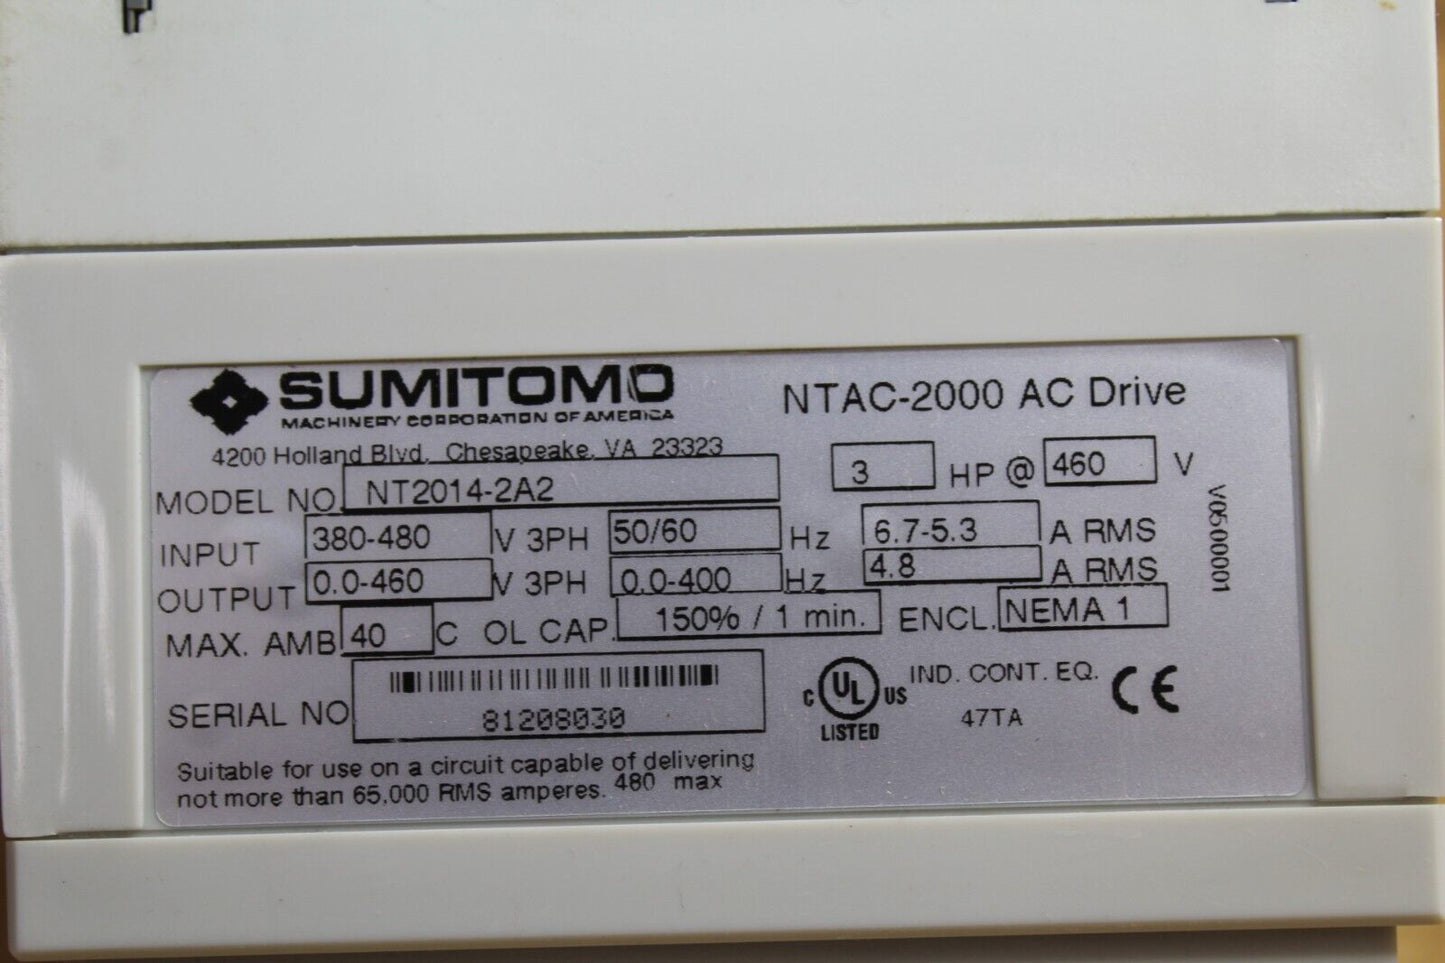 SUMITOMO
MACHINERY CORPORATION OF AMERICA
4200 Holland Blvd. Chesapeake, VA 23323
NTAC-2000 AC Drive
3 HP @ 460 V
MODEL NO. NT2014-2A2
INPUT 380-480 V 3PH 50/60 Hz 6.7-5.3 A RMS
OUTPUT 0.0-460 V 3PH 0.0-400 Hz 4.8 A RMS
MAX. AMB 40 C OL CAP. 150% / 1 min. ENCL. NEMA 1
V0500001
SERIAL NO 81208030
C UL US LISTED
IND. CONT. EQ.
47TA
CE
Suitable for use on a circuit capable of delivering
not more than 65,000 RMS amperes. 480 max